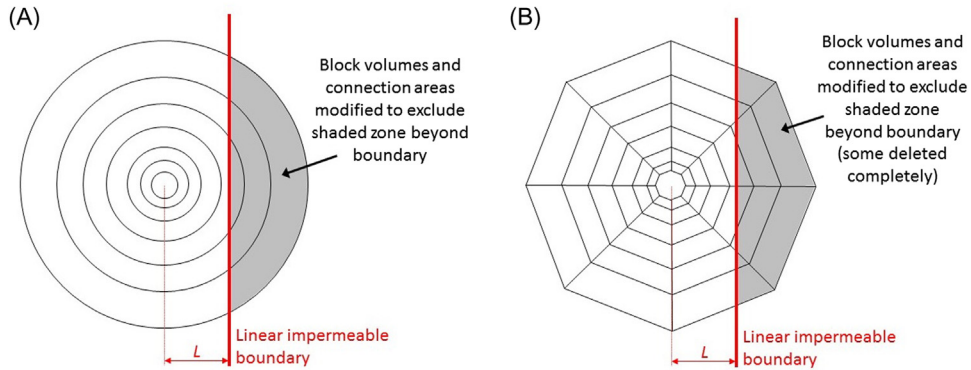 (A)
Block volumes and
connection areas
modified to exclude
shaded zone beyond
boundary
L
Linear impermeable
boundary
(B)
Block volumes and
connection areas
modified to exclude
shaded zone
beyond boundary
(some deleted
completely)
L
Linear impermeable
boundary